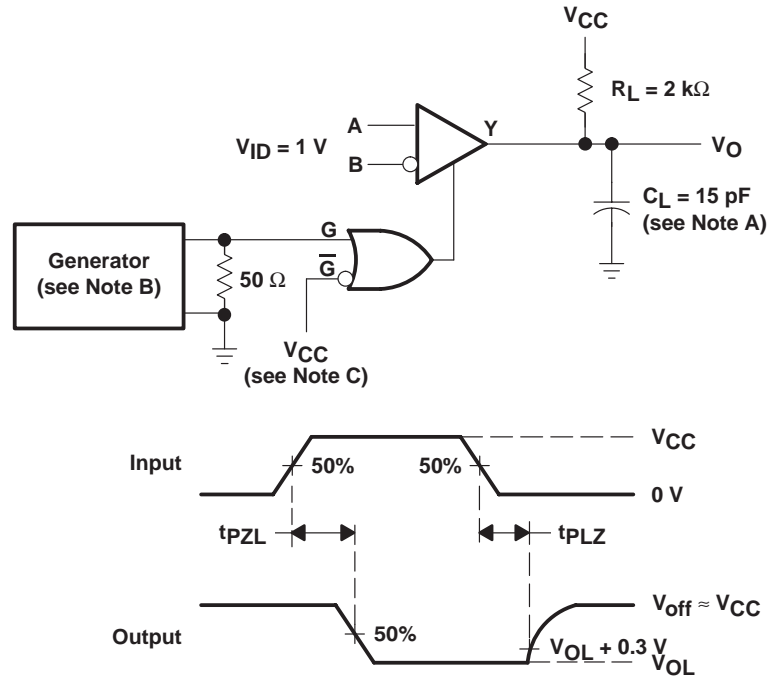 VCC
RL = 2 kΩ
A
Y
VID = 1 V
B
VO
CL = 15 pF
(see Note A)
G
Generator
(see Note B)
50 Ω
G̅
VCC
(see Note C)
VCC
Input
50%
50%
0 V
tPZL
tPLZ
Voff ≈ VCC
Output
50%
VOL + 0.3 V
VOL